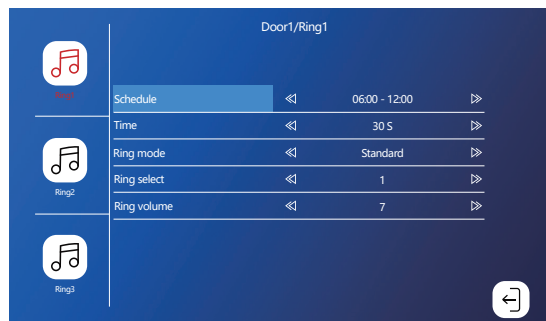 Door1/Ring1
Ring1
Schedule 06:00 - 12:00
Time 30 S
Ring mode Standard
Ring select 1
Ring volume 7
Ring2
Ring3